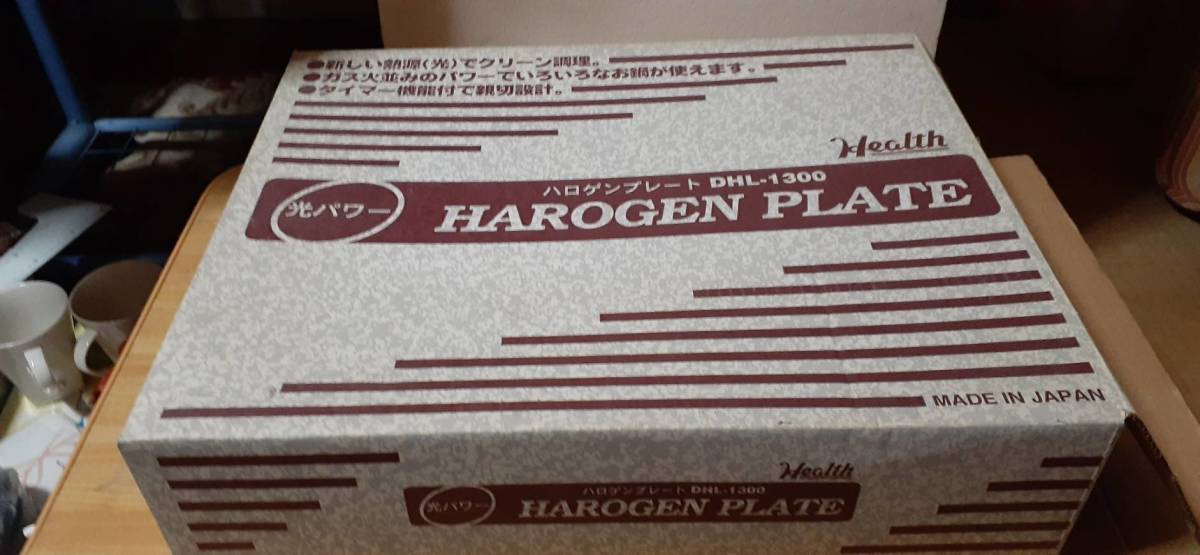 ●新しい熱源(光)でクリーン調理。
●ガス火並みのパワーでいろいろなお鍋が使えます。
●タイマー機能付で親切設計。
Health
ハロゲンプレート DHL-1300
光パワー
HAROGEN PLATE
MADE IN JAPAN
Health
ハロゲンプレート DHL-1300
光パワー
HAROGEN PLATE